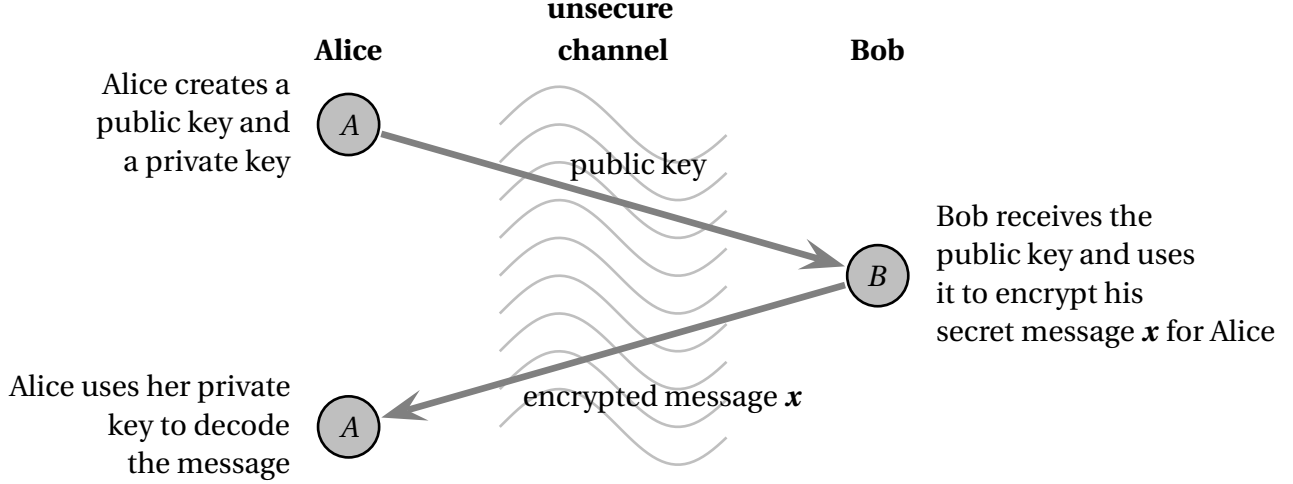 unsecure
Alice channel Bob
Alice creates a
public key and
a private key
A
public key
Bob receives the
public key and uses
it to encrypt his
secret message x for Alice
B
Alice uses her private
key to decode
the message
A
encrypted message x